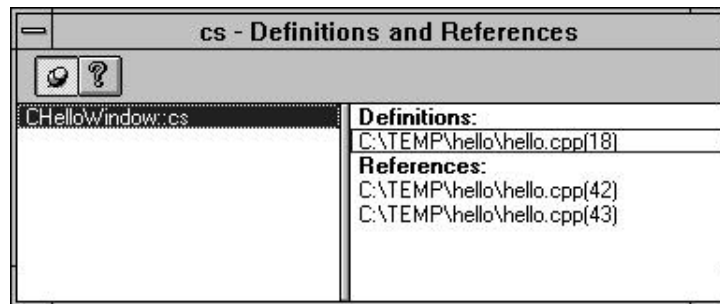 cs - Definitions and References
CHelloWindow::cs
Definitions:
C:\TEMP\hello\hello.cpp(18)
References:
C:\TEMP\hello\hello.cpp(42)
C:\TEMP\hello\hello.cpp(43)